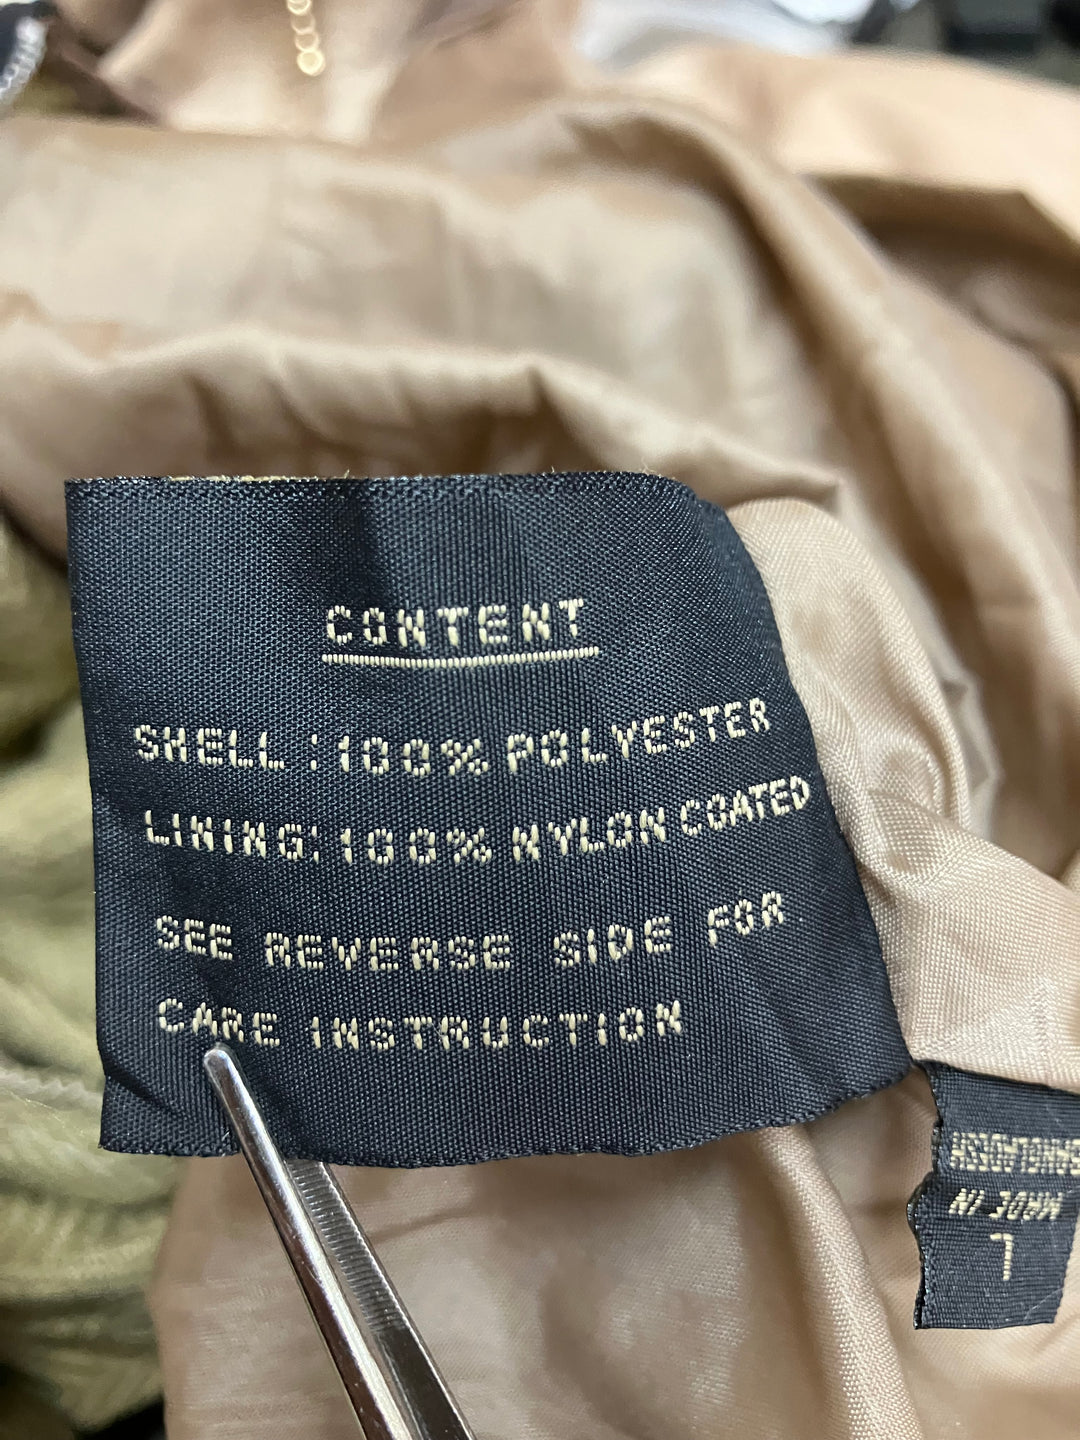 CONTENT
SHELL : 100% POLYESTER
LINING: 100% NYLON COATED
SEE REVERSE SIDE FOR
CARE INSTRUCTION
L
MADE IN
BANGLADESH